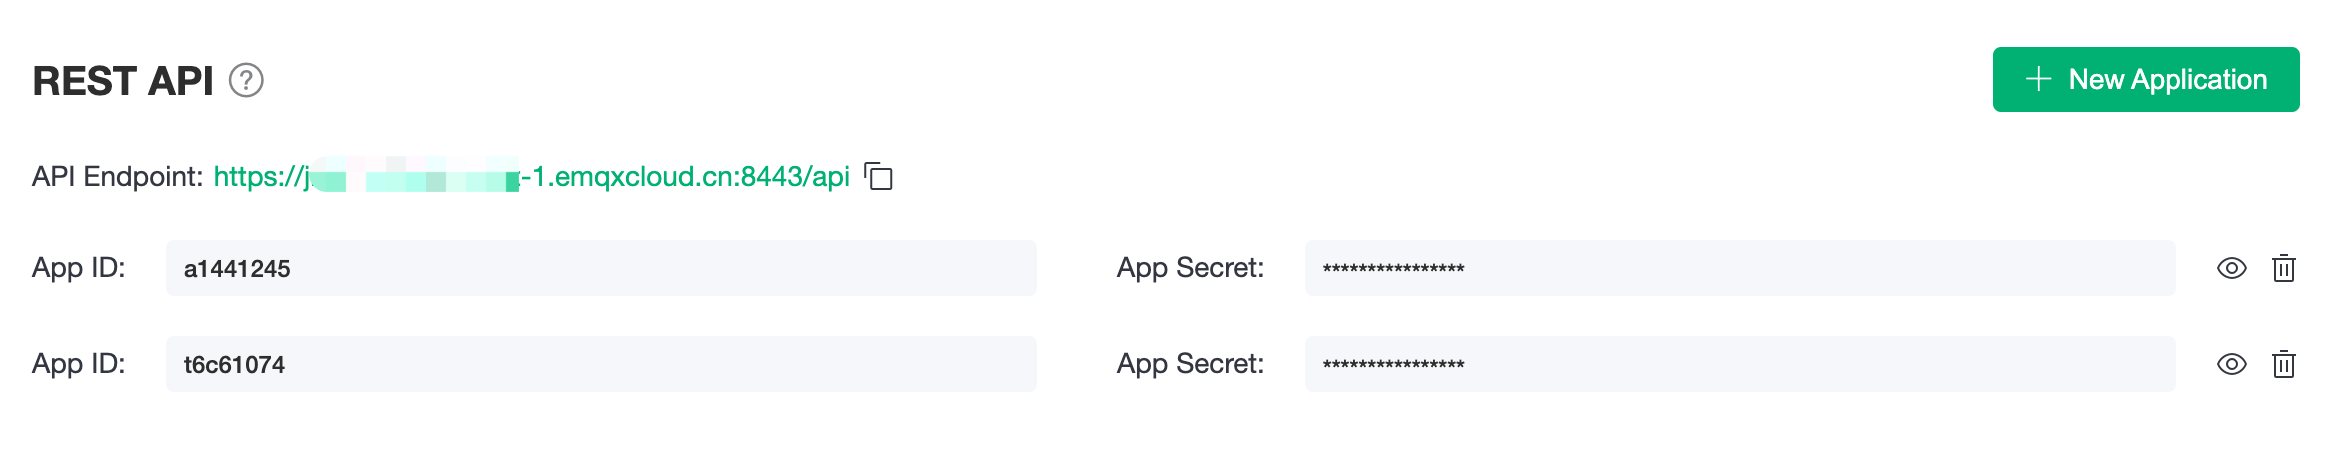 REST API ?
New Application
API Endpoint: https://j -1.emqxcloud.cn:8443/api
App ID: a1441245 App Secret: ****************
App ID: t6c61074 App Secret: ****************